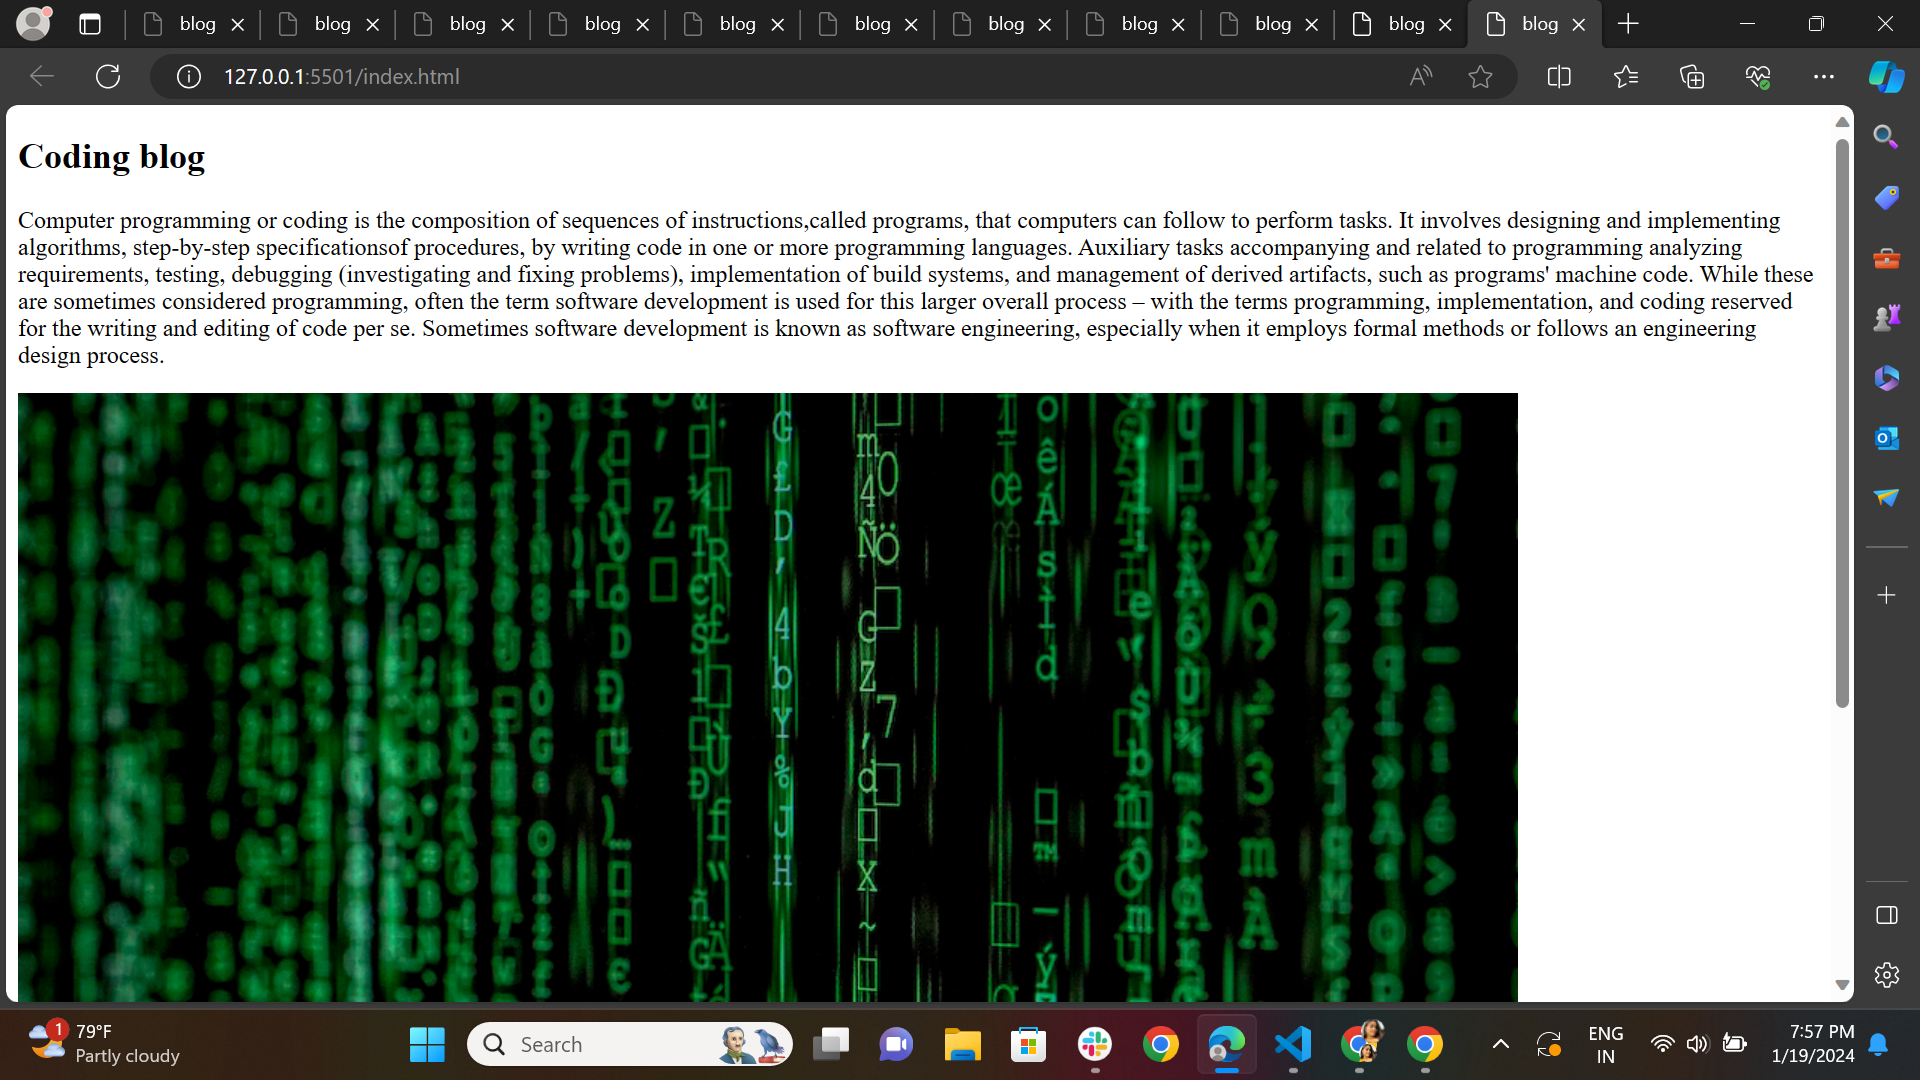 blog
blog
blog
blog
blog
blog
blog
blog
blog
blog
blog
127.0.0.1:5501/index.html
Coding blog
Computer programming or coding is the composition of sequences of instructions,called programs, that computers can follow to perform tasks. It involves designing and implementing
algorithms, step-by-step specificationsof procedures, by writing code in one or more programming languages. Auxiliary tasks accompanying and related to programming analyzing
requirements, testing, debugging (investigating and fixing problems), implementation of build systems, and management of derived artifacts, such as programs' machine code. While these
are sometimes considered programming, often the term software development is used for this larger overall process – with the terms programming, implementation, and coding reserved
for the writing and editing of code per se. Sometimes software development is known as software engineering, especially when it employs formal methods or follows an engineering
design process.
1
79°F
Partly cloudy
Search
ENG
IN
7:57 PM
1/19/2024